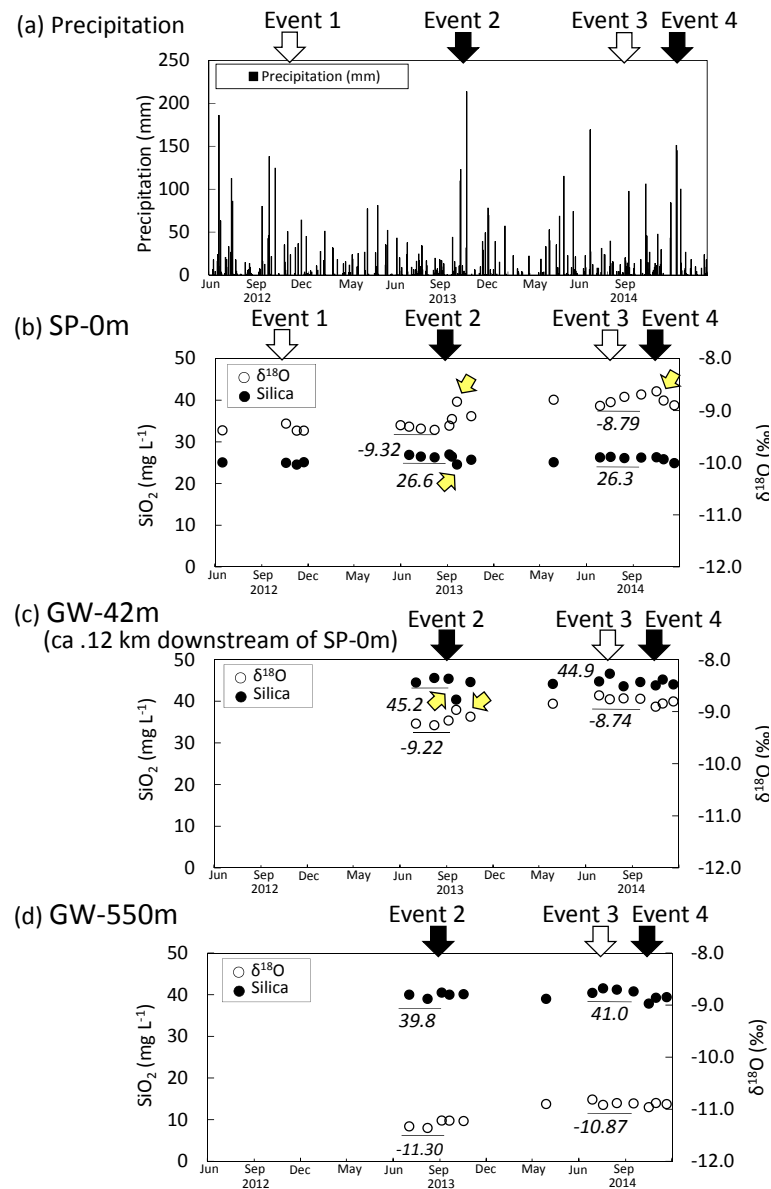 (a) Precipitation
Event 1 Event 2 Event 3 Event 4
Precipitation (mm)
Precipitation (mm)
250
200
150
100
50
0
Jun Sep Dec May Jun Sep Dec May Jun Sep
2012 2013 2014
(b) SP-0m
Event 1 Event 2 Event 3 Event 4
δ18O
Silica
SiO2 (mg L-1)
50
40
30
20
10
0
-8.0
-9.0
-10.0
-11.0
-12.0
δ18O (‰)
-9.32
26.6
-8.79
26.3
Jun Sep Dec May Jun Sep Dec May Jun Sep
2012 2013 2014
(c) GW-42m
(ca .12 km downstream of SP-0m)
Event 2 Event 3 Event 4
δ18O
Silica
SiO2 (mg L-1)
50
40
30
20
10
0
-8.0
-9.0
-10.0
-11.0
-12.0
δ18O (‰)
45.2
-9.22
44.9
-8.74
Jun Sep Dec May Jun Sep Dec May Jun Sep
2012 2013 2014
(d) GW-550m
Event 2 Event 3 Event 4
δ18O
Silica
SiO2 (mg L-1)
50
40
30
20
10
0
-8.0
-9.0
-10.0
-11.0
-12.0
δ18O (‰)
39.8
41.0
-11.30
-10.87
Jun Sep Dec May Jun Sep Dec May Jun Sep
2012 2013 2014